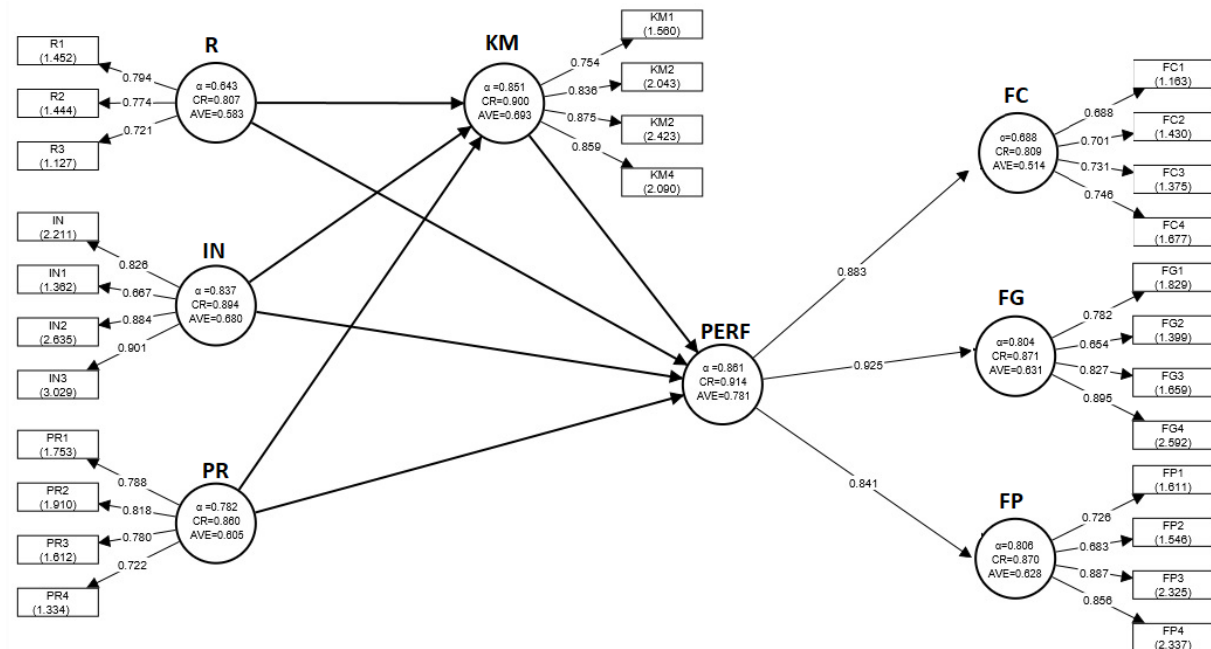 R
R1
(1.452)
R2
(1.444)
R3
(1.127)
0.794
0.774
0.721
α =0.643
CR=0.807
AVE=0.583
KM
α =0.851
CR=0.900
AVE=0.693
0.754
0.836
0.875
0.859
KM1
(1.560)
KM2
(2.043)
KM2
(2.423)
KM4
(2.090)
IN
IN
(2.211)
IN1
(1.362)
IN2
(2.635)
IN3
(3.029)
0.826
0.667
0.884
0.901
α =0.837
CR=0.894
AVE=0.680
PR
PR1
(1.753)
PR2
(1.910)
PR3
(1.612)
PR4
(1.334)
0.788
0.818
0.780
0.722
α =0.782
CR=0.860
AVE=0.605
PERF
α =0.861
CR=0.914
AVE=0.781
0.883
0.925
0.841
FC
α=0.688
CR=0.809
AVE=0.514
0.688
0.701
0.731
0.746
FC1
(1.163)
FC2
(1.430)
FC3
(1.375)
FC4
(1.677)
FG
α=0.804
CR=0.871
AVE=0.631
0.782
0.654
0.827
0.895
FG1
(1.829)
FG2
(1.399)
FG3
(1.659)
FG4
(2.592)
FP
α=0.806
CR=0.870
AVE=0.628
0.726
0.683
0.887
0.856
FP1
(1.611)
FP2
(1.546)
FP3
(2.325)
FP4
(2.337)